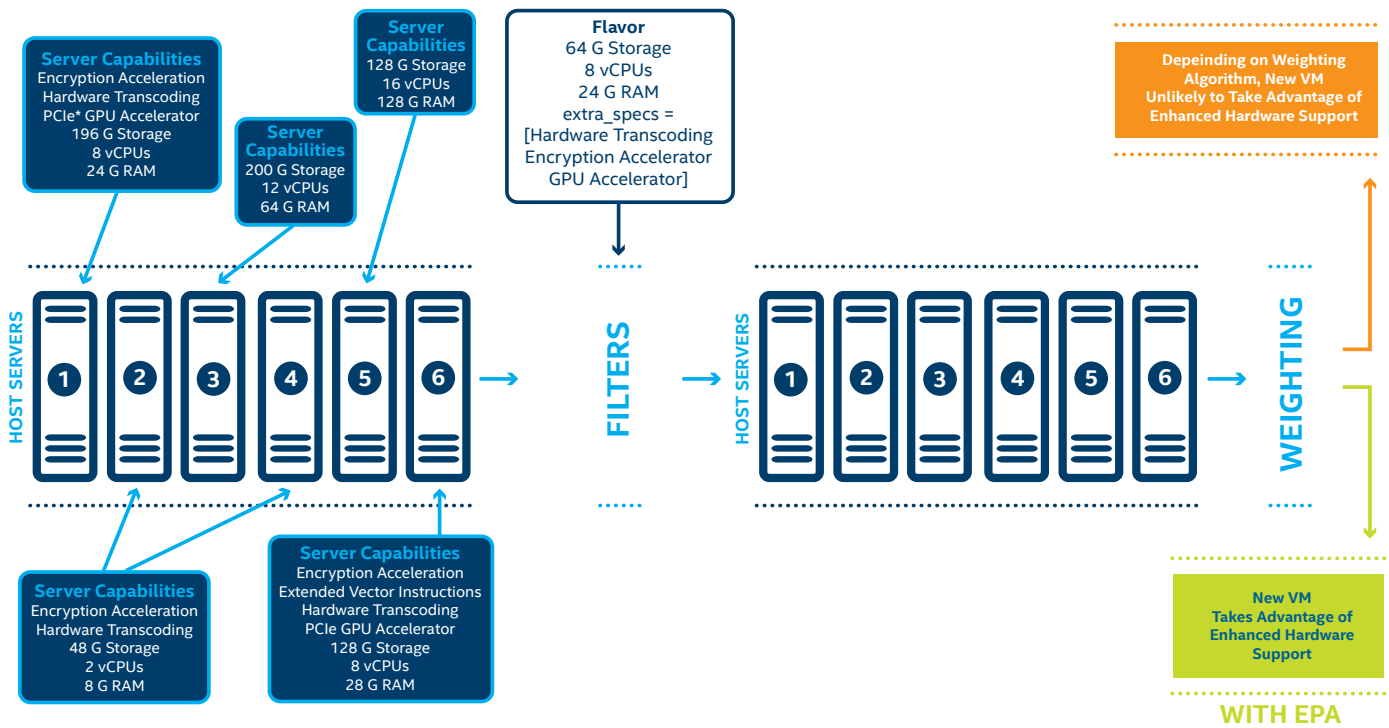 Server Capabilities
Encryption Acceleration
Hardware Transcoding
PCIe* GPU Accelerator
196 G Storage
8 vCPUs
24 G RAM
Server
Capabilities
200 G Storage
12 vCPUs
64 G RAM
Server
Capabilities
128 G Storage
16 vCPUs
128 G RAM
Flavor
64 G Storage
8 vCPUs
24 G RAM
extra_specs =
[Hardware Transcoding
Encryption Accelerator
GPU Accelerator]
Depeinding on Weighting
Algorithm, New VM
Unlikely to Take Advantage of
Enhanced Hardware Support
HOST SERVERS
1
2
3
4
5
6
FILTERS
HOST SERVERS
1
2
3
4
5
6
WEIGHTING
Server Capabilities
Encryption Acceleration
Hardware Transcoding
48 G Storage
2 vCPUs
8 G RAM
Server Capabilities
Encryption Acceleration
Extended Vector Instructions
Hardware Transcoding
PCIe GPU Accelerator
128 G Storage
8 vCPUs
28 G RAM
New VM
Takes Advantage of
Enhanced Hardware
Support
WITH EPA